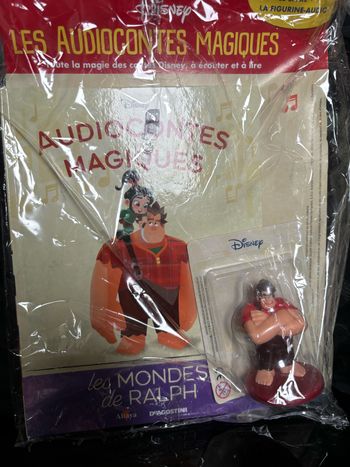 Disney
LA FIGURINE-AUDIO
LES AUDIOCONTES MAGIQUES
toute la magie des contes Disney, à écouter et à lire
Disney
AUDIOCONTES
MAGIQUES
Disney
les MONDES
de RALPH
Altaya
DeAGOSTINI